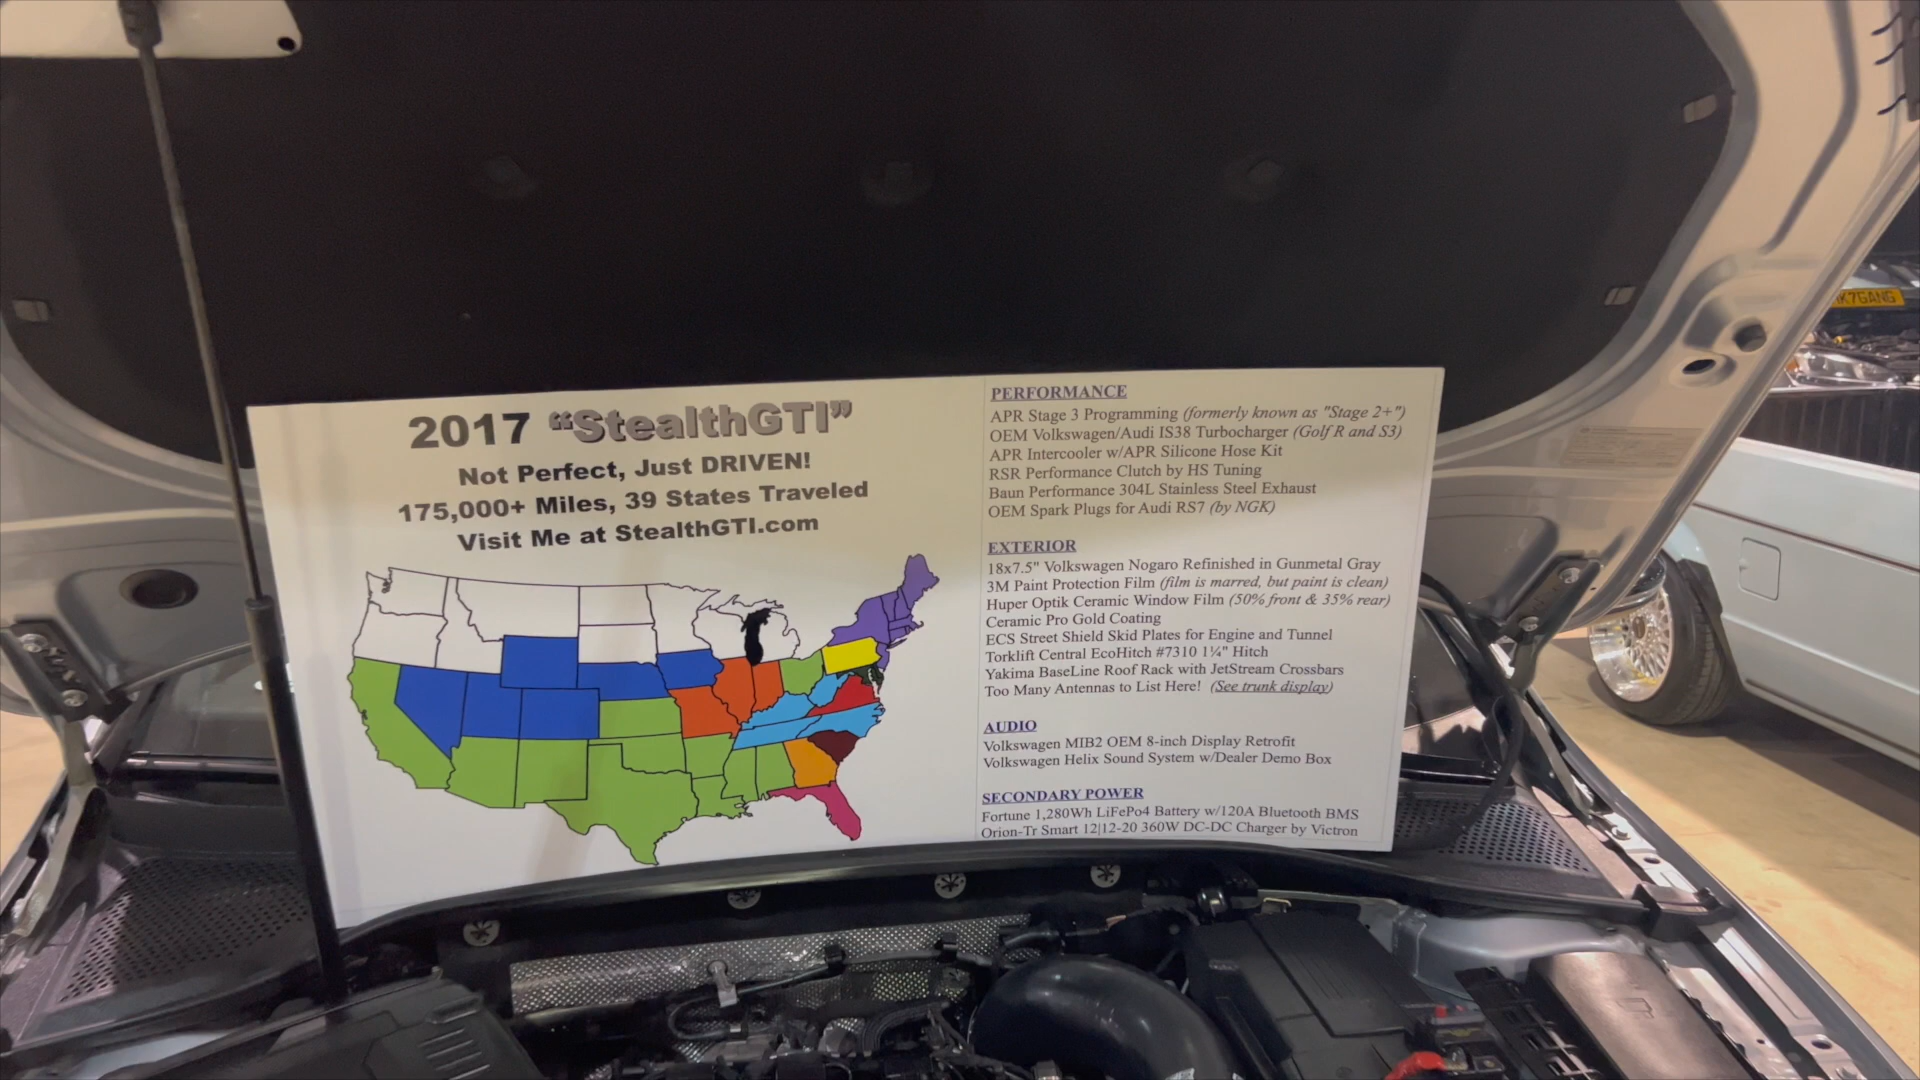 2017 “StealthGTI”
Not Perfect, Just DRIVEN!
175,000+ Miles, 39 States Traveled
Visit Me at StealthGTI.com
PERFORMANCE
APR Stage 3 Programming (formerly known as "Stage 2+")
OEM Volkswagen/Audi IS38 Turbocharger (Golf R and S3)
APR Intercooler w/APR Silicone Hose Kit
RSR Performance Clutch by HS Tuning
Baun Performance 304L Stainless Steel Exhaust
OEM Spark Plugs for Audi RS7 (by NGK)
EXTERIOR
18x7.5" Volkswagen Nogaro Refinished in Gunmetal Gray
3M Paint Protection Film (film is marred, but paint is clean)
Huper Optik Ceramic Window Film (50% front & 35% rear)
Ceramic Pro Gold Coating
ECS Street Shield Skid Plates for Engine and Tunnel
Torklift Central EcoHitch #7310 1¼" Hitch
Yakima BaseLine Roof Rack with JetStream Crossbars
Too Many Antennas to List Here! (See trunk display)
AUDIO
Volkswagen MIB2 OEM 8-inch Display Retrofit
Volkswagen Helix Sound System w/Dealer Demo Box
SECONDARY POWER
Fortune 1,280Wh LiFePo4 Battery w/120A Bluetooth BMS
Orion-Tr Smart 12|12-20 360W DC-DC Charger by Victron